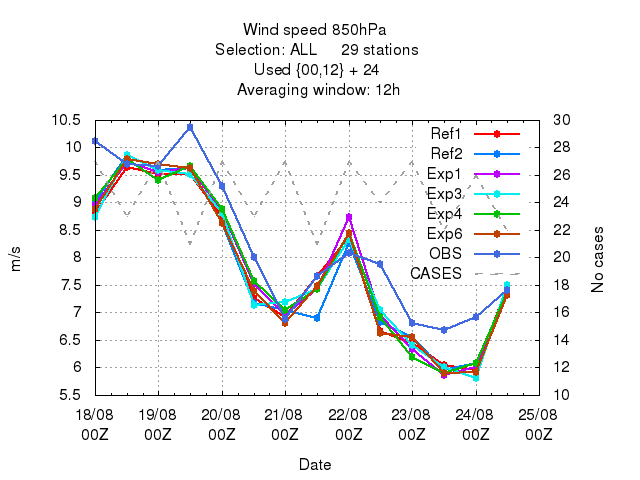 Wind speed 850hPa
Selection: ALL 29 stations
Used {00,12} + 24
Averaging window: 12h
10.5 30
10 28
9.5 26
9 24
8.5 22
8 20
7.5 18
7 16
6.5 14
6 12
5.5 10
m/s
No cases
Ref1
Ref2
Exp1
Exp3
Exp4
Exp6
OBS
CASES
18/08 19/08 20/08 21/08 22/08 23/08 24/08 25/08
00Z 00Z 00Z 00Z 00Z 00Z 00Z 00Z
Date